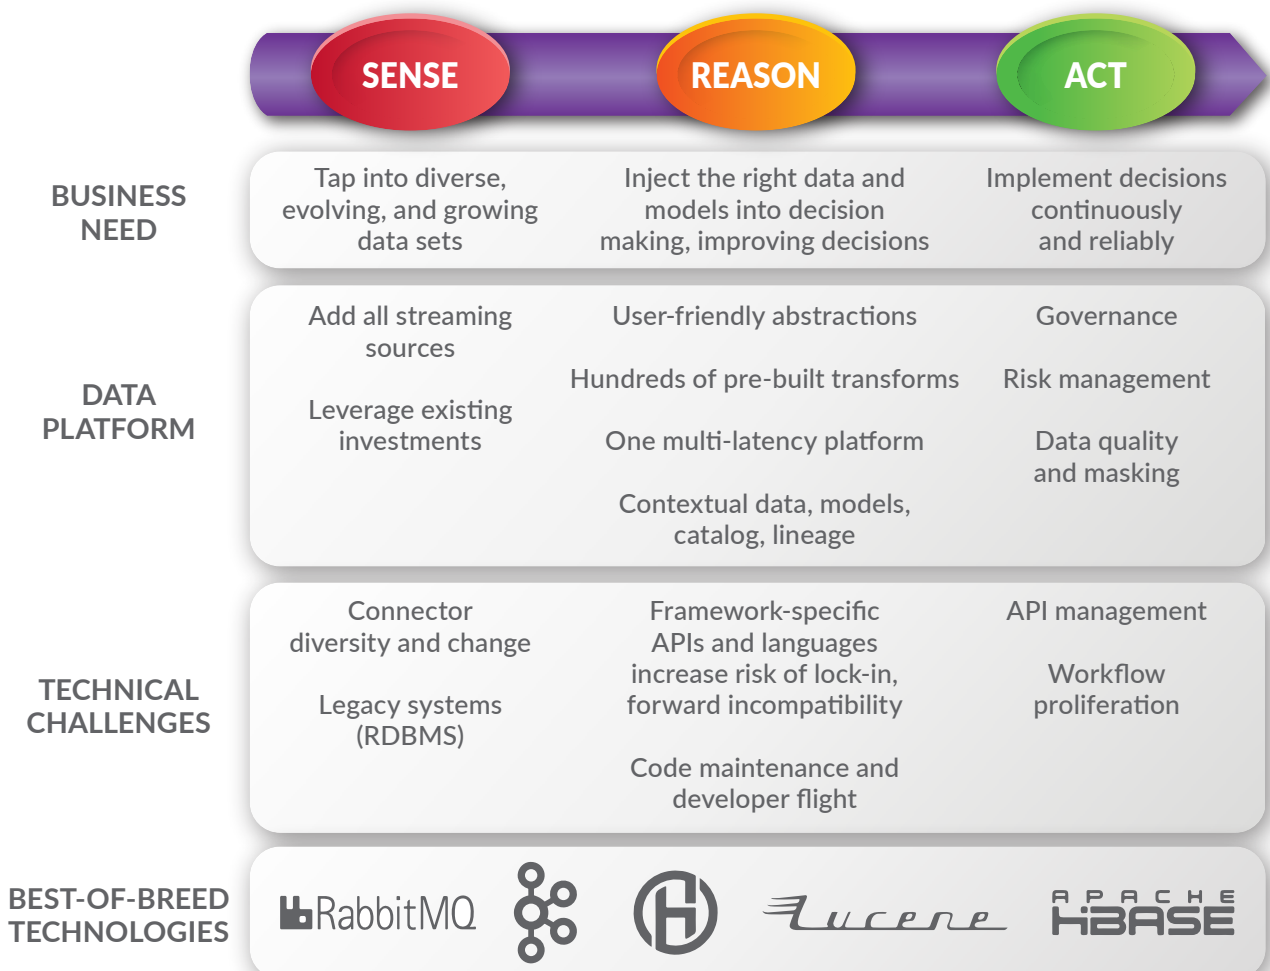 SENSE
REASON
ACT
BUSINESS
NEED
Tap into diverse,
evolving, and growing
data sets
Inject the right data and
models into decision
making, improving decisions
Implement decisions
continuously
and reliably
DATA
PLATFORM
Add all streaming
sources
Leverage existing
investments
User-friendly abstractions
Hundreds of pre-built transforms
One multi-latency platform
Contextual data, models,
catalog, lineage
Governance
Risk management
Data quality
and masking
TECHNICAL
CHALLENGES
Connector
diversity and change
Legacy systems
(RDBMS)
Framework-specific
APIs and languages
increase risk of lock-in,
forward incompatibility
Code maintenance and
developer flight
API management
Workflow
proliferation
BEST-OF-BREED
TECHNOLOGIES
RabbitMQ
H
Lucene
APACHE
HBASE